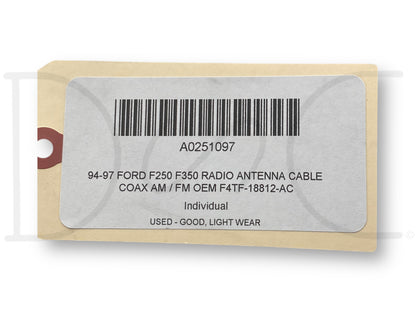 A0251097
94-97 FORD F250 F350 RADIO ANTENNA CABLE
COAX AM / FM OEM F4TF-18812-AC
Individual
USED - GOOD, LIGHT WEAR